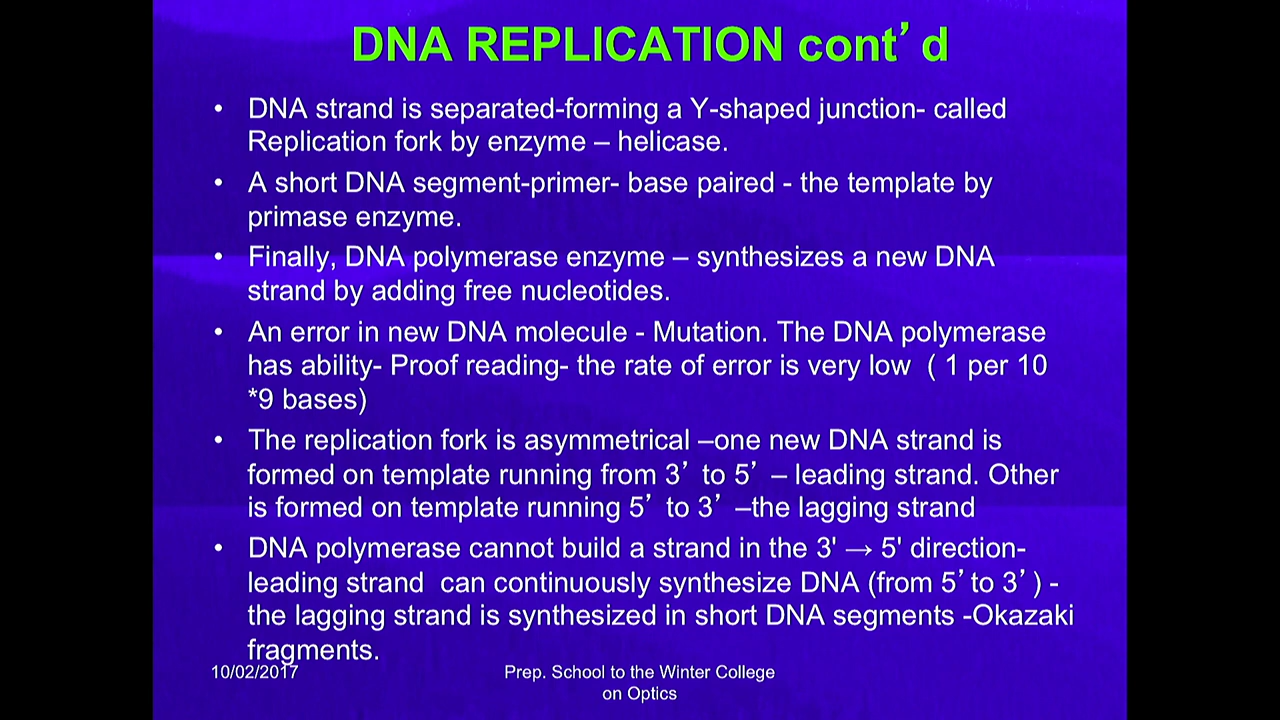 DNA REPLICATION cont’d
• DNA strand is separated-forming a Y-shaped junction- called
Replication fork by enzyme – helicase.
• A short DNA segment-primer- base paired - the template by
primase enzyme.
• Finally, DNA polymerase enzyme – synthesizes a new DNA
strand by adding free nucleotides.
• An error in new DNA molecule - Mutation. The DNA polymerase
has ability- Proof reading- the rate of error is very low ( 1 per 10
*9 bases)
• The replication fork is asymmetrical –one new DNA strand is
formed on template running from 3’ to 5’ – leading strand. Other
is formed on template running 5’ to 3’ –the lagging strand
• DNA polymerase cannot build a strand in the 3' → 5' direction-
leading strand can continuously synthesize DNA (from 5’ to 3’) -
the lagging strand is synthesized in short DNA segments -Okazaki
fragments.
10/02/2017
Prep. School to the Winter College
on Optics